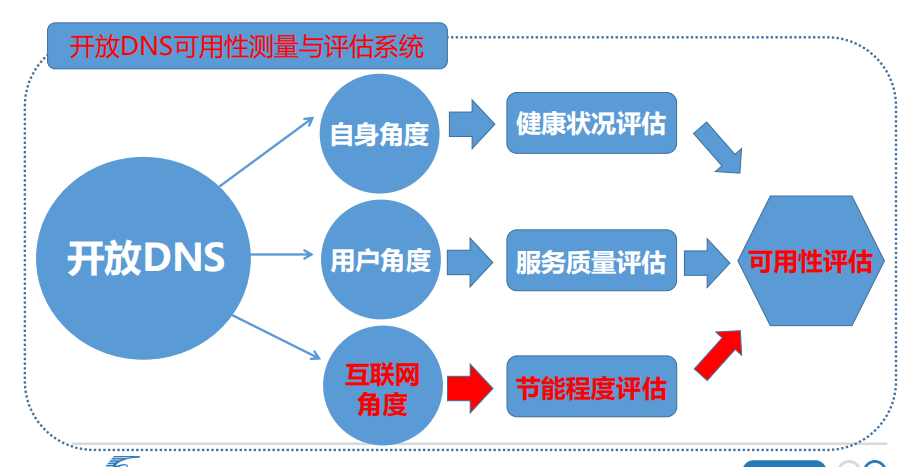 开放DNS可用性测量与评估系统
自身角度
健康状况评估
开放DNS
用户角度
服务质量评估
可用性评估
互联网
角度
节能程度评估